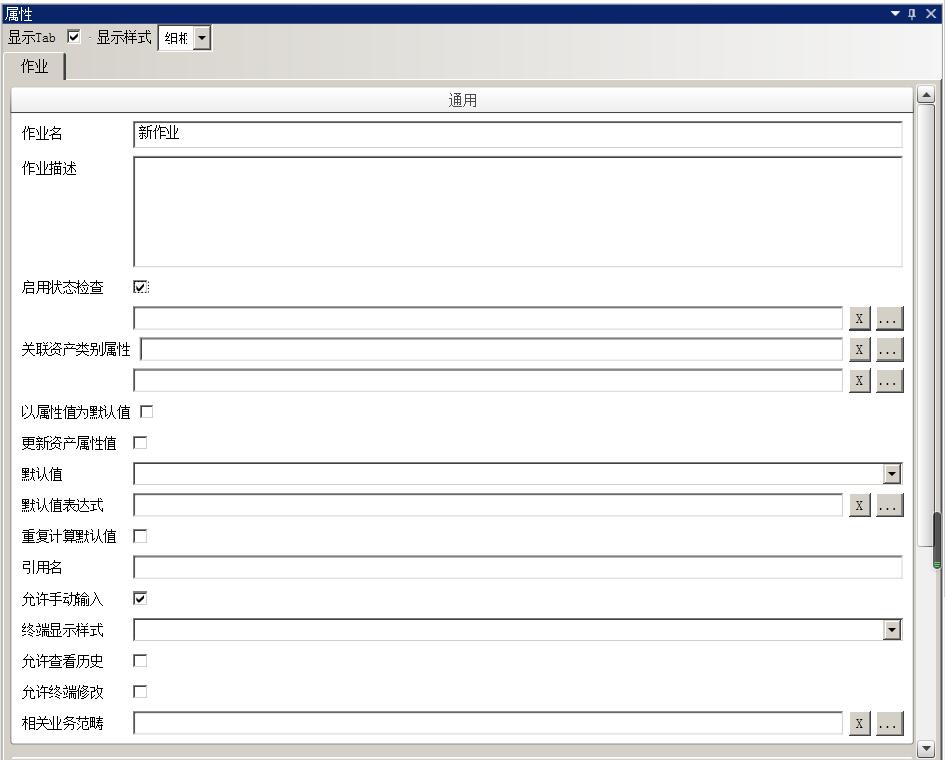 属性
显示Tab · 显示样式 细
作业
通用
作业名 新作业
作业描述
启用状态检查
X ...
关联资产类别属性 X ...
X ...
以属性值为默认值
更新资产属性值
默认值
默认值表达式 X ...
重复计算默认值
引用名
允许手动输入
终端显示样式
允许查看历史
允许终端修改
相关业务范畴 X ...